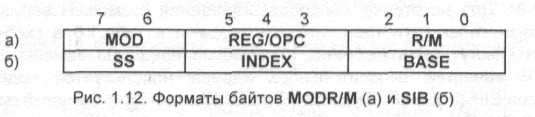 7 6 5 4 3 2 1 0
а) MOD REG/OPC R/M
б) SS INDEX BASE
Рис. 1.12. Форматы байтов MODR/M (а) и SIB (б)